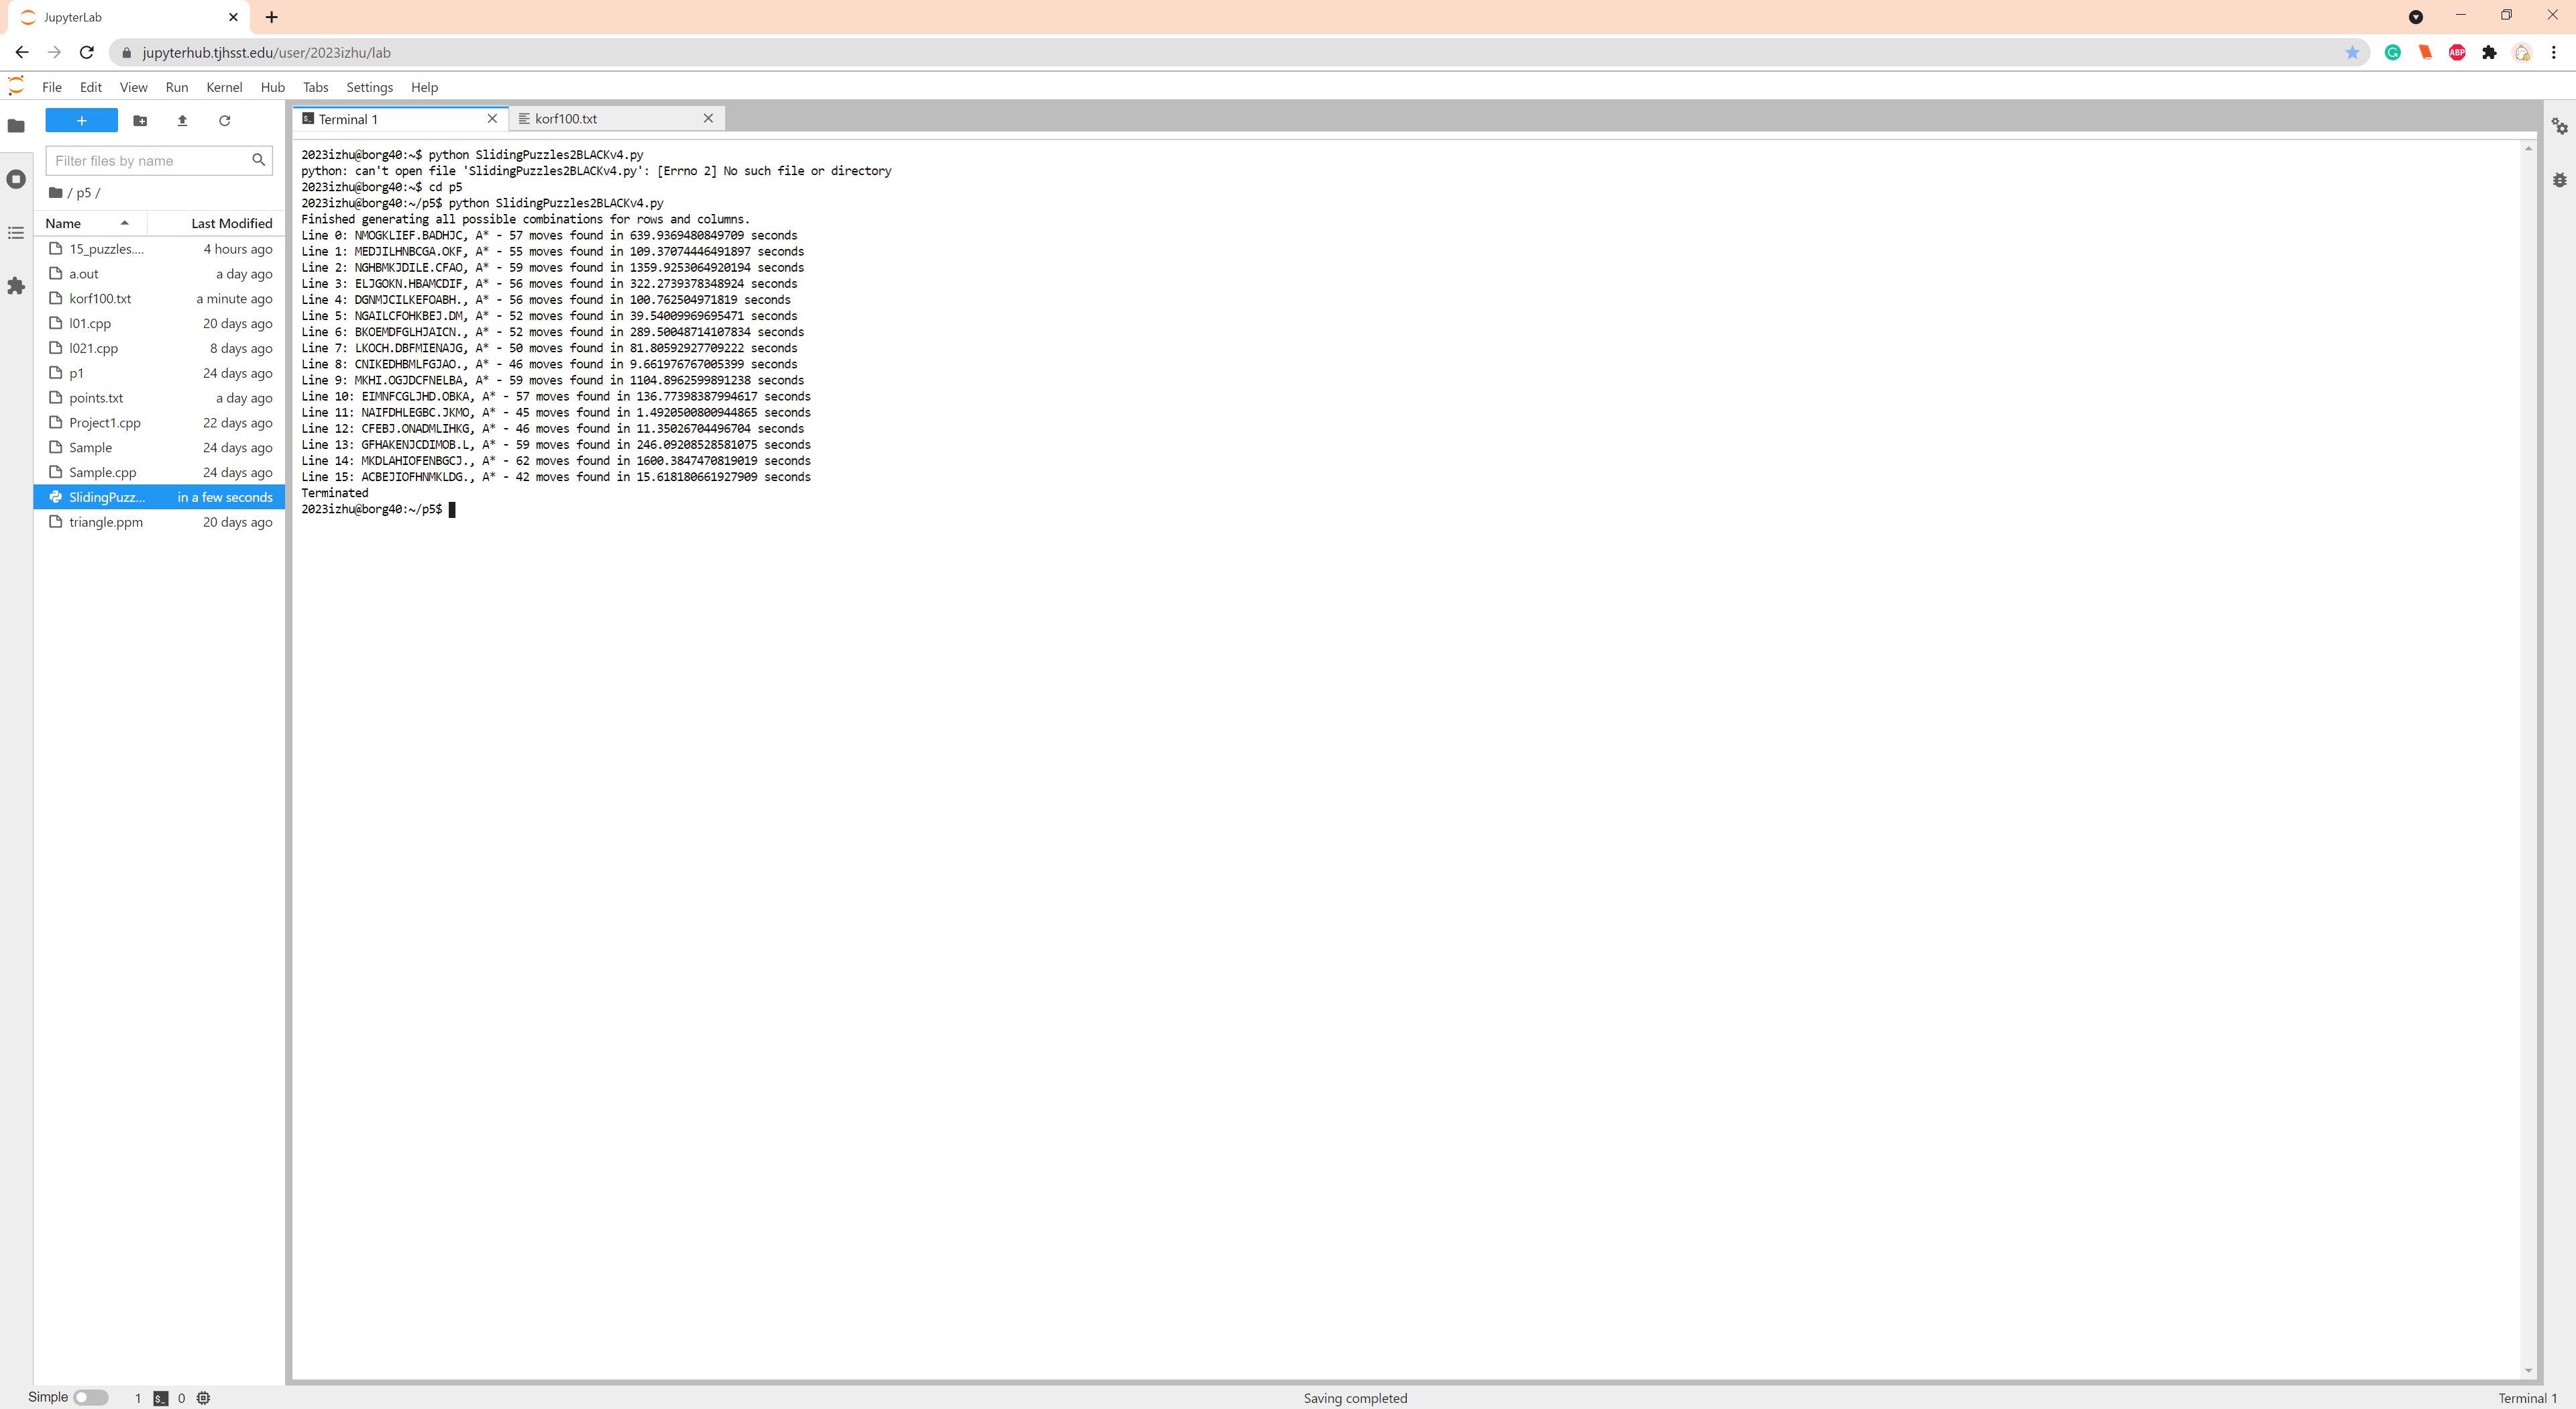 JupyterLab
jupyterhub.tjhsst.edu/user/2023izhu/lab
ABP
File Edit View Run Kernel Hub Tabs Settings Help
+
Terminal 1
korf100.txt
Filter files by name
/ p5 /
Name Last Modified
15_puzzles.... 4 hours ago
a.out a day ago
korf100.txt a minute ago
l01.cpp 20 days ago
l021.cpp 8 days ago
p1 24 days ago
points.txt a day ago
Project1.cpp 22 days ago
Sample 24 days ago
Sample.cpp 24 days ago
SlidingPuzz... in a few seconds
triangle.ppm 20 days ago
2023izhu@borg40:~$ python SlidingPuzzles2BLACKv4.py
python: can't open file 'SlidingPuzzles2BLACKv4.py': [Errno 2] No such file or directory
2023izhu@borg40:~$ cd p5
2023izhu@borg40:~/p5$ python SlidingPuzzles2BLACKv4.py
Finished generating all possible combinations for rows and columns.
Line 0: NMOGKLIEF.BADHJC, A* - 57 moves found in 639.9369480849709 seconds
Line 1: MEDJILHNBCGA.OKF, A* - 55 moves found in 109.37074446491897 seconds
Line 2: NGHBMKJDILE.CFAO, A* - 59 moves found in 1359.9253064920194 seconds
Line 3: ELJGOKN.HBAMCDIF, A* - 56 moves found in 322.2739378348924 seconds
Line 4: DGNMJCILKEFOABH., A* - 56 moves found in 100.762504971819 seconds
Line 5: NGAILCFOHKBEJ.DM, A* - 52 moves found in 39.54009969695471 seconds
Line 6: BKOEMDFGLHJAICN., A* - 52 moves found in 289.50048714107834 seconds
Line 7: LKOCH.DBFMIENAJG, A* - 50 moves found in 81.80592927709222 seconds
Line 8: CNIKEDHBMLFGJAO., A* - 46 moves found in 9.661976767005399 seconds
Line 9: MKHI.OGJDCFNELBA, A* - 59 moves found in 1104.8962599891238 seconds
Line 10: EIMNFCGLJHD.OBKA, A* - 57 moves found in 136.77398387994617 seconds
Line 11: NAIFDHLEGBC.JKMO, A* - 45 moves found in 1.4920500800944865 seconds
Line 12: CFEBJ.ONADMLIHKG, A* - 46 moves found in 11.35026704496704 seconds
Line 13: GFHAKENJCDIMOB.L, A* - 59 moves found in 246.09208528581075 seconds
Line 14: MKDLAHIOFENBGCJ., A* - 62 moves found in 1600.3847470819019 seconds
Line 15: ACBEJIOFHNMKLDG., A* - 42 moves found in 15.618180661927909 seconds
Terminated
2023izhu@borg40:~/p5$
Simple 1 $_ 0
Saving completed
Terminal 1